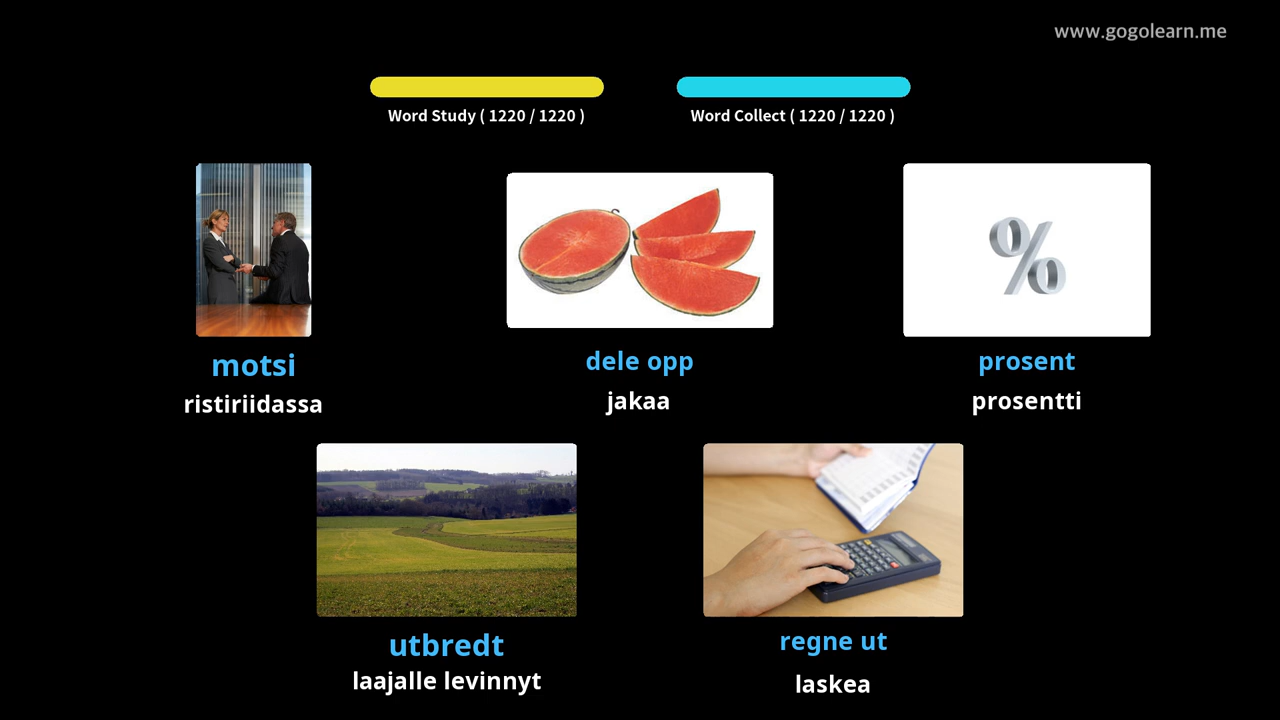 www.gogolearn.me
Word Study ( 1220 / 1220 )
Word Collect ( 1220 / 1220 )
motsi
ristiriidassa
dele opp
jakaa
%
prosent
prosentti
utbredt
laajalle levinnyt
regne ut
laskea